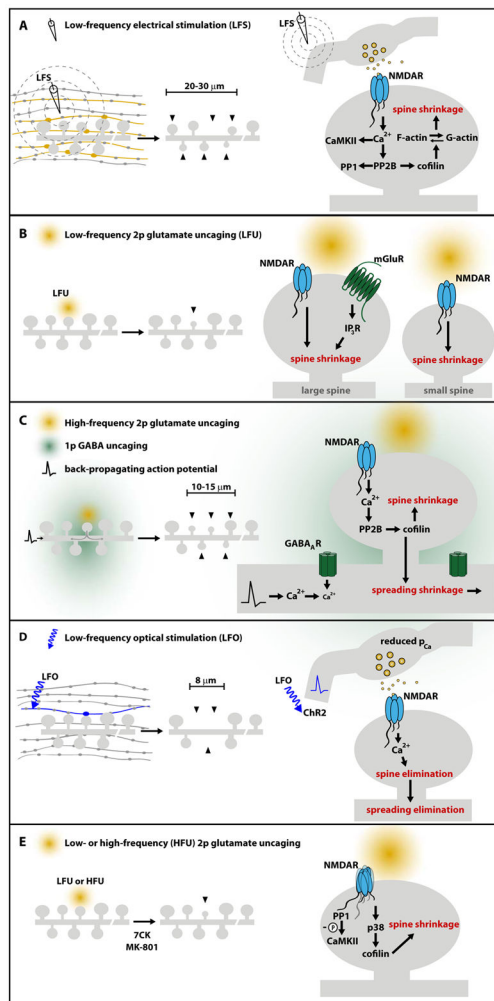 A
Low-frequency electrical stimulation (LFS)
LFS
LFS
20-30 μm
NMDAR
spine shrinkage
CaMKII
Ca2+
F-actin
G-actin
PP1
PP2B
cofilin
B
Low-frequency 2p glutamate uncaging (LFU)
LFU
NMDAR
mGluR
IP3R
spine shrinkage
large spine
NMDAR
spine shrinkage
small spine
C
High-frequency 2p glutamate uncaging
1p GABA uncaging
back-propagating action potential
10-15 μm
NMDAR
Ca2+
spine shrinkage
PP2B
cofilin
GABAAR
Ca2+
Ca2+
spreading shrinkage
D
Low-frequency optical stimulation (LFO)
LFO
8 μm
reduced pCa
LFO
ChR2
NMDAR
Ca2+
spine elimination
spreading elimination
E
Low- or high-frequency (HFU) 2p glutamate uncaging
LFU or HFU
7CK
MK-801
NMDAR
PP1
p38
spine shrinkage
-P
CaMKII
cofilin